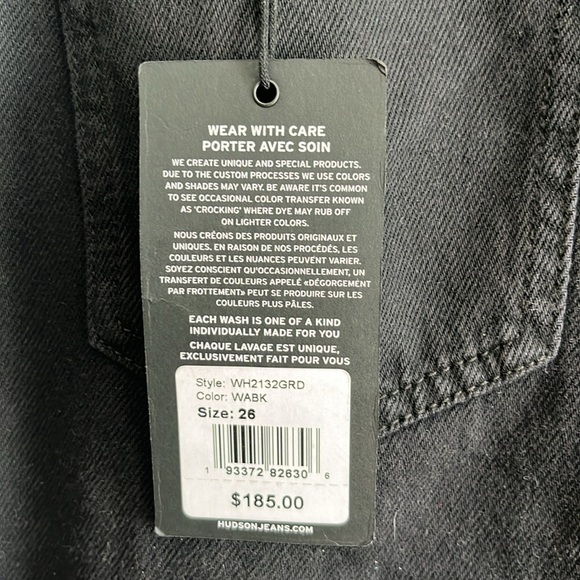 WEAR WITH CARE
PORTER AVEC SOIN
WE CREATE UNIQUE AND SPECIAL PRODUCTS.
DUE TO THE CUSTOM PROCESSES WE USE COLORS
AND SHADES MAY VARY. BE AWARE IT'S COMMON
TO SEE OCCASIONAL COLOR TRANSFER KNOWN
AS 'CROCKING' WHERE DYE MAY RUB OFF
ON LIGHTER COLORS.
NOUS CRÉONS DES PRODUITS ORIGINAUX ET
UNIQUES. EN RAISON DE NOS PROCÉDÉS, LES
COULEURS ET LES NUANCES PEUVENT VARIER.
SOYEZ CONSCIENT QU'OCCASIONNELLEMENT, UN
TRANSFERT DE COULEURS APPELÉ «DÉGORGEMENT
PAR FROTTEMENT» PEUT SE PRODUIRE SUR LES
COULEURS PLUS PÂLES.
EACH WASH IS ONE OF A KIND
INDIVIDUALLY MADE FOR YOU
CHAQUE LAVAGE EST UNIQUE,
EXCLUSIVEMENT FAIT POUR VOUS
Style: WH2132GRD
Color: WABK
Size: 26
1 93372 82630 6
$185.00
HUDSONJEANS.COM